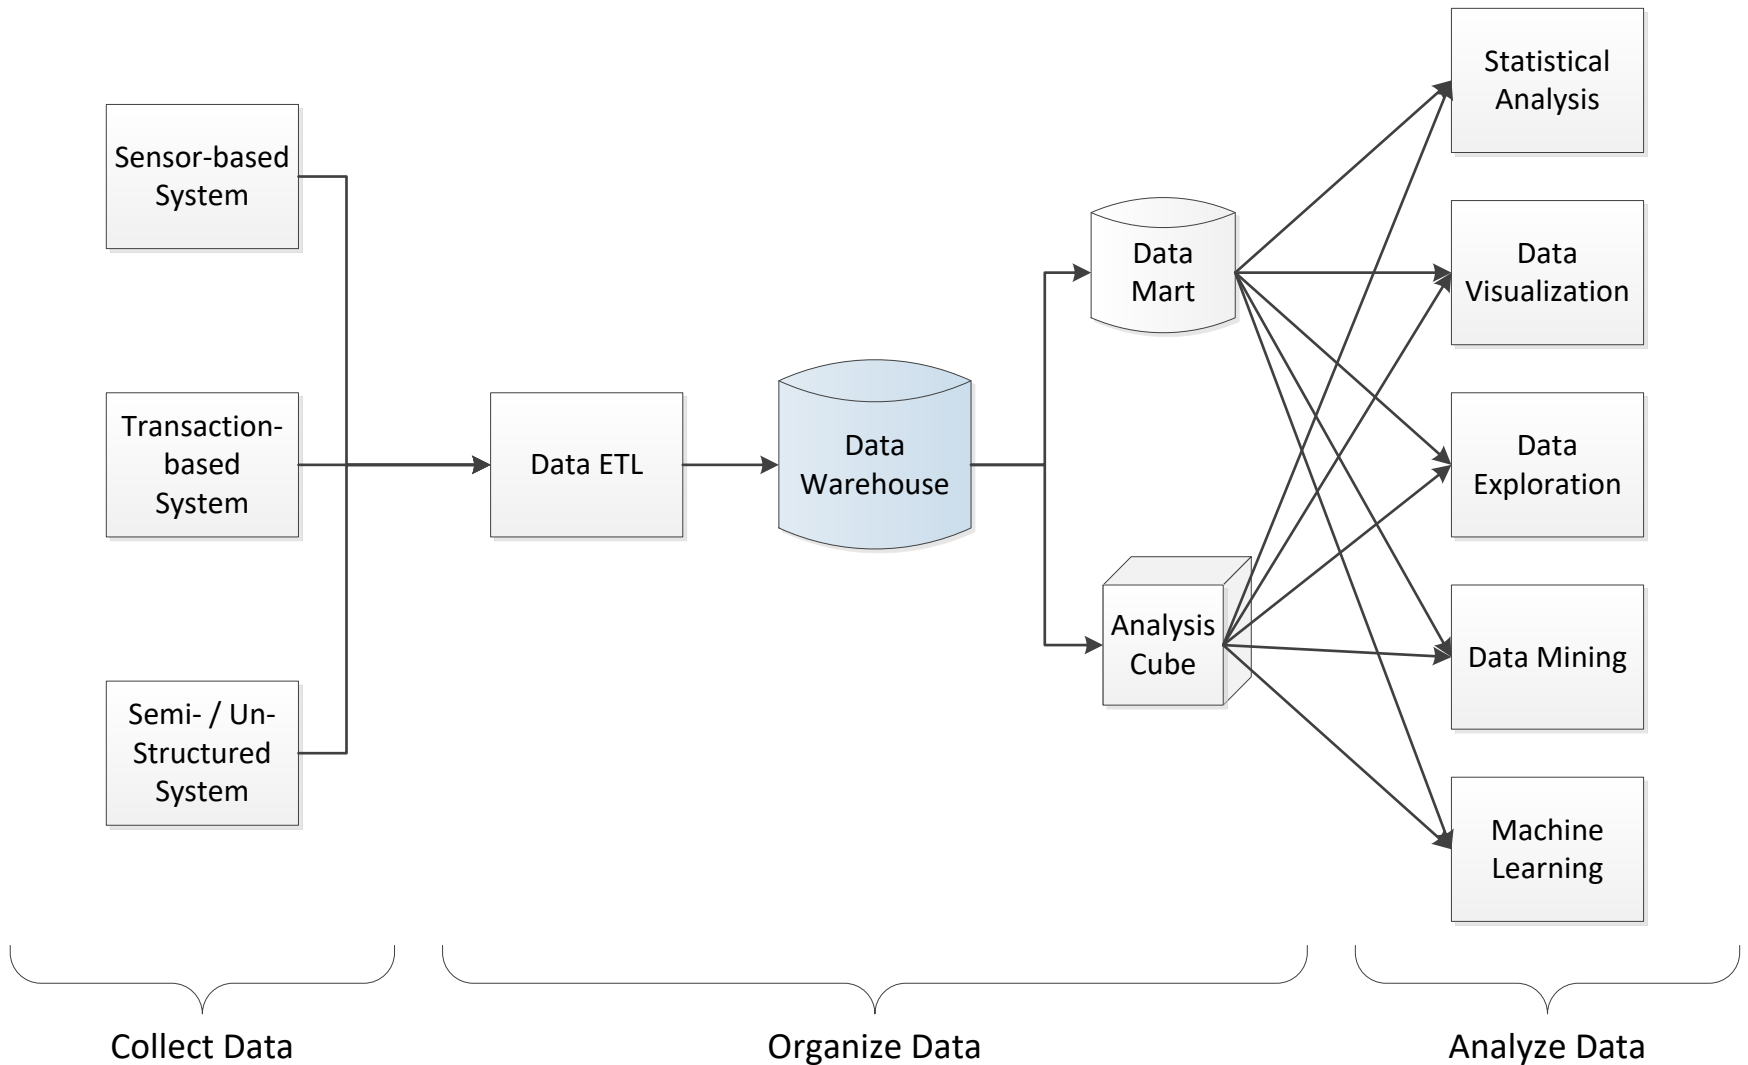 Sensor-based
System
Transaction-
based
System
Semi- / Un-
Structured
System
Data ETL
Data
Warehouse
Data
Mart
Analysis
Cube
Statistical
Analysis
Data
Visualization
Data
Exploration
Data Mining
Machine
Learning
Collect Data
Organize Data
Analyze Data